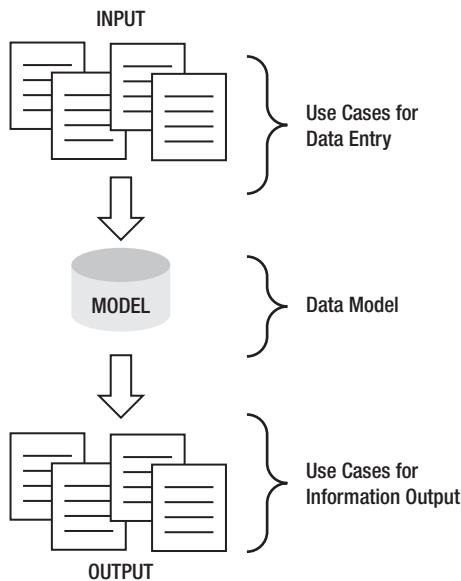 INPUT
Use Cases for
Data Entry
MODEL
Data Model
Use Cases for
Information Output
OUTPUT